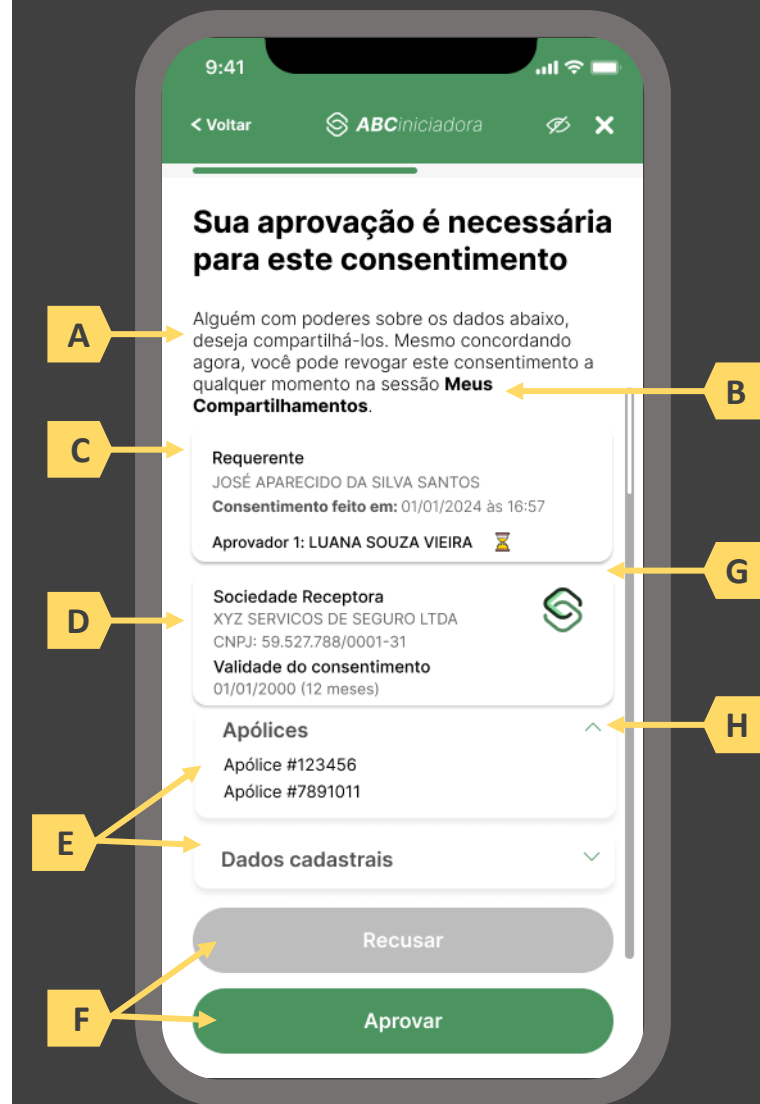 9:41
< Voltar
ABCiniciadora
Sua aprovação é necessária
para este consentimento
A
Alguém com poderes sobre os dados abaixo,
deseja compartilhá-los. Mesmo concordando
agora, você pode revogar este consentimento a
qualquer momento na sessão Meus
Compartilhamentos.
B
C
Requerente
JOSÉ APARECIDO DA SILVA SANTOS
Consentimento feito em: 01/01/2024 às 16:57
Aprovador 1: LUANA SOUZA VIEIRA
G
D
Sociedade Receptora
XYZ SERVICOS DE SEGURO LTDA
CNPJ: 59.527.788/0001-31
Validade do consentimento
01/01/2000 (12 meses)
H
Apólices
Apólice #123456
Apólice #7891011
E
Dados cadastrais
Recusar
F
Aprovar